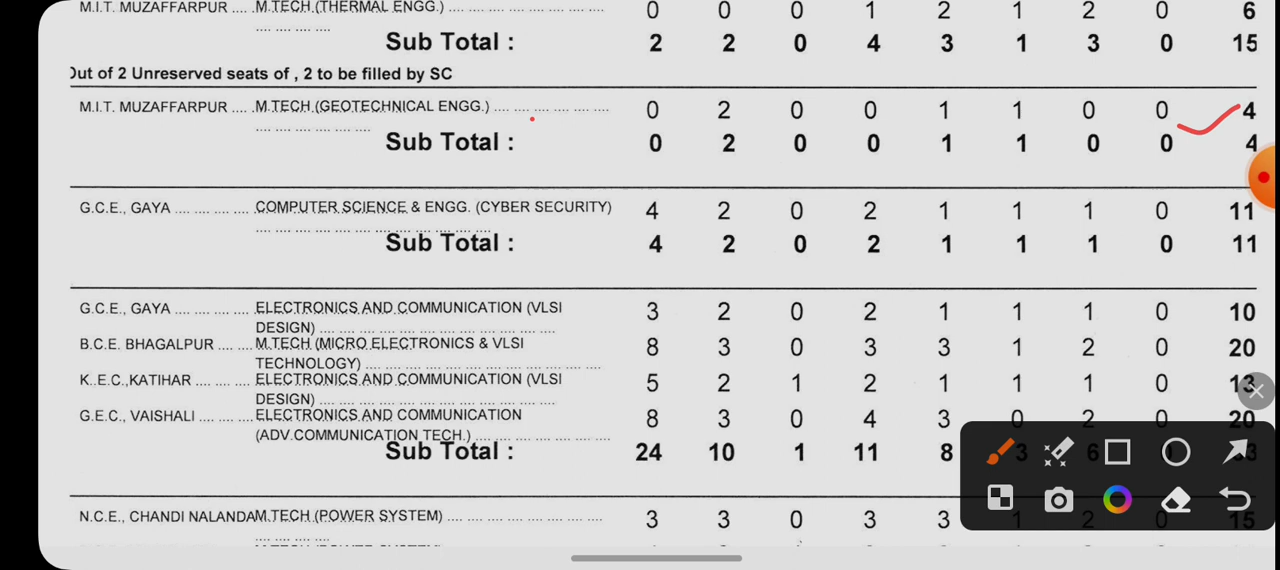 M.I.T. MUZAFFARPUR .... M.TECH (THERMAL ENGG.) .... .... .... .... .... .... .... .... 0 0 0 1 2 1 2 0 6
.... .... .... ....
Sub Total : 2 2 0 4 3 1 3 0 15
Out of 2 Unreserved seats of , 2 to be filled by SC
M.I.T. MUZAFFARPUR .... M.TECH (GEOTECHNICAL ENGG.) .... .... .... .... .... .... 0 2 0 0 1 1 0 0 4
.... .... .... .... .... ....
Sub Total : 0 2 0 0 1 1 0 0 4
G.C.E., GAYA .... .... .... .... COMPUTER SCIENCE & ENGG. (CYBER SECURITY) 4 2 0 2 1 1 1 0 11
.... .... .... .... .... .... .... .... .... .... .... ....
Sub Total : 4 2 0 2 1 1 1 0 11
G.C.E., GAYA .... .... .... .... ELECTRONICS AND COMMUNICATION (VLSI 3 2 0 2 1 1 1 0 10
DESIGN) .... .... .... .... .... .... .... .... .... .... .... ....
B.C.E. BHAGALPUR .... .... M.TECH (MICRO ELECTRONICS & VLSI 8 3 0 3 3 1 2 0 20
TECHNOLOGY) .... .... .... .... .... .... .... .... .... .... .... ....
K..E.C.,KATIHAR .... .... .... ELECTRONICS AND COMMUNICATION (VLSI 5 2 1 2 1 1 1 0 13
DESIGN) .... .... .... .... .... .... .... .... .... .... .... ....
G.E.C., VAISHALI .... .... .... ELECTRONICS AND COMMUNICATION 8 3 0 4 3 0 2 0 20
(ADV.COMMUNICATION TECH.) .... .... .... .... .... .... ....
Sub Total : 24 10 1 11 8 3 6
N.C.E., CHANDI NALANDA M.TECH (POWER SYSTEM) .... .... .... .... .... .... .... .... 3 3 0 3 3 1 2 0 15
.... .... .... ....